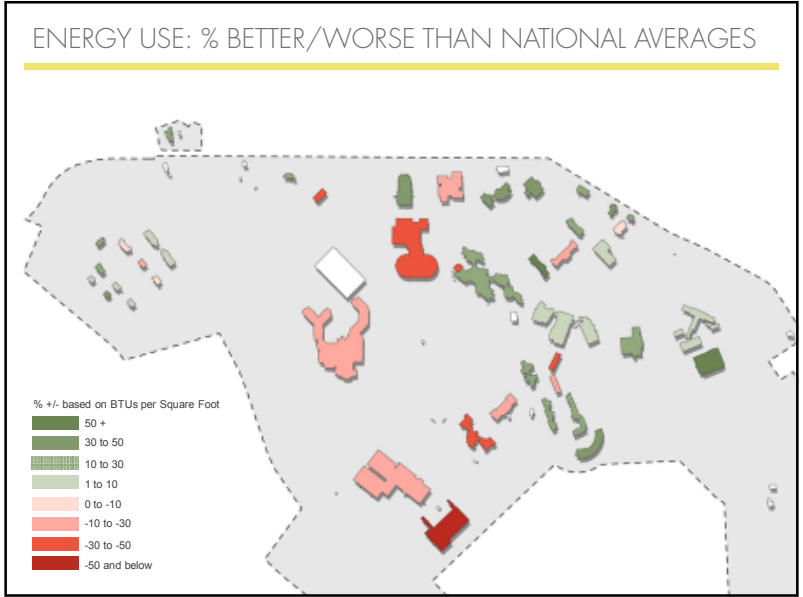 ENERGY USE: % BETTER/WORSE THAN NATIONAL AVERAGES
% +/- based on BTUs per Square Foot
50 +
30 to 50
10 to 30
1 to 10
0 to -10
-10 to -30
-30 to -50
-50 and below